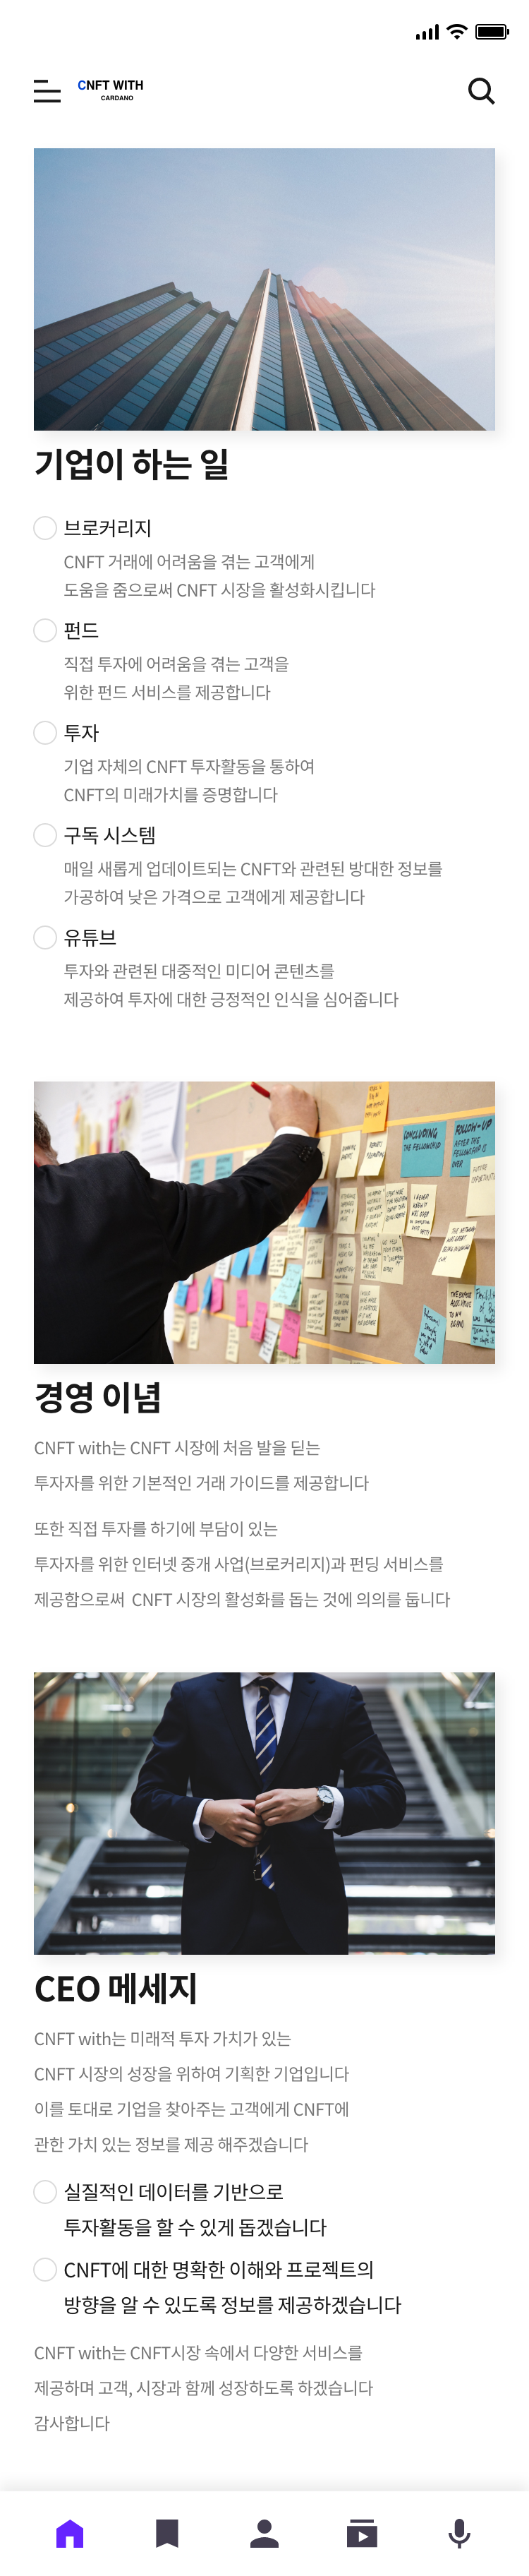 CNFT WITH
CARDANO
기업이 하는 일
브로커리지
CNFT 거래에 어려움을 겪는 고객에게
도움을 줌으로써 CNFT 시장을 활성화시킵니다
펀드
직접 투자에 어려움을 겪는 고객을
위한 펀드 서비스를 제공합니다
투자
기업 자체의 CNFT 투자활동을 통하여
CNFT의 미래가치를 증명합니다
구독 시스템
매일 새롭게 업데이트되는 CNFT와 관련된 방대한 정보를
가공하여 낮은 가격으로 고객에게 제공합니다
유튜브
투자와 관련된 대중적인 미디어 콘텐츠를
제공하여 투자에 대한 긍정적인 인식을 심어줍니다
CONCLUDING
THE FELLOWSHIP
FOLLOW-UP
AFTER THE
FELLOWSHIP IS
OVER
경영 이념
CNFT with는 CNFT 시장에 처음 발을 딛는
투자자를 위한 기본적인 거래 가이드를 제공합니다
또한 직접 투자를 하기에 부담이 있는
투자자를 위한 인터넷 중개 사업(브로커리지)과 펀딩 서비스를
제공함으로써 CNFT 시장의 활성화를 돕는 것에 의의를 둡니다
CEO 메세지
CNFT with는 미래적 투자 가치가 있는
CNFT 시장의 성장을 위하여 기획한 기업입니다
이를 토대로 기업을 찾아주는 고객에게 CNFT에
관한 가치 있는 정보를 제공 해주겠습니다
실질적인 데이터를 기반으로
투자활동을 할 수 있게 돕겠습니다
CNFT에 대한 명확한 이해와 프로젝트의
방향을 알 수 있도록 정보를 제공하겠습니다
CNFT with는 CNFT시장 속에서 다양한 서비스를
제공하며 고객, 시장과 함께 성장하도록 하겠습니다
감사합니다